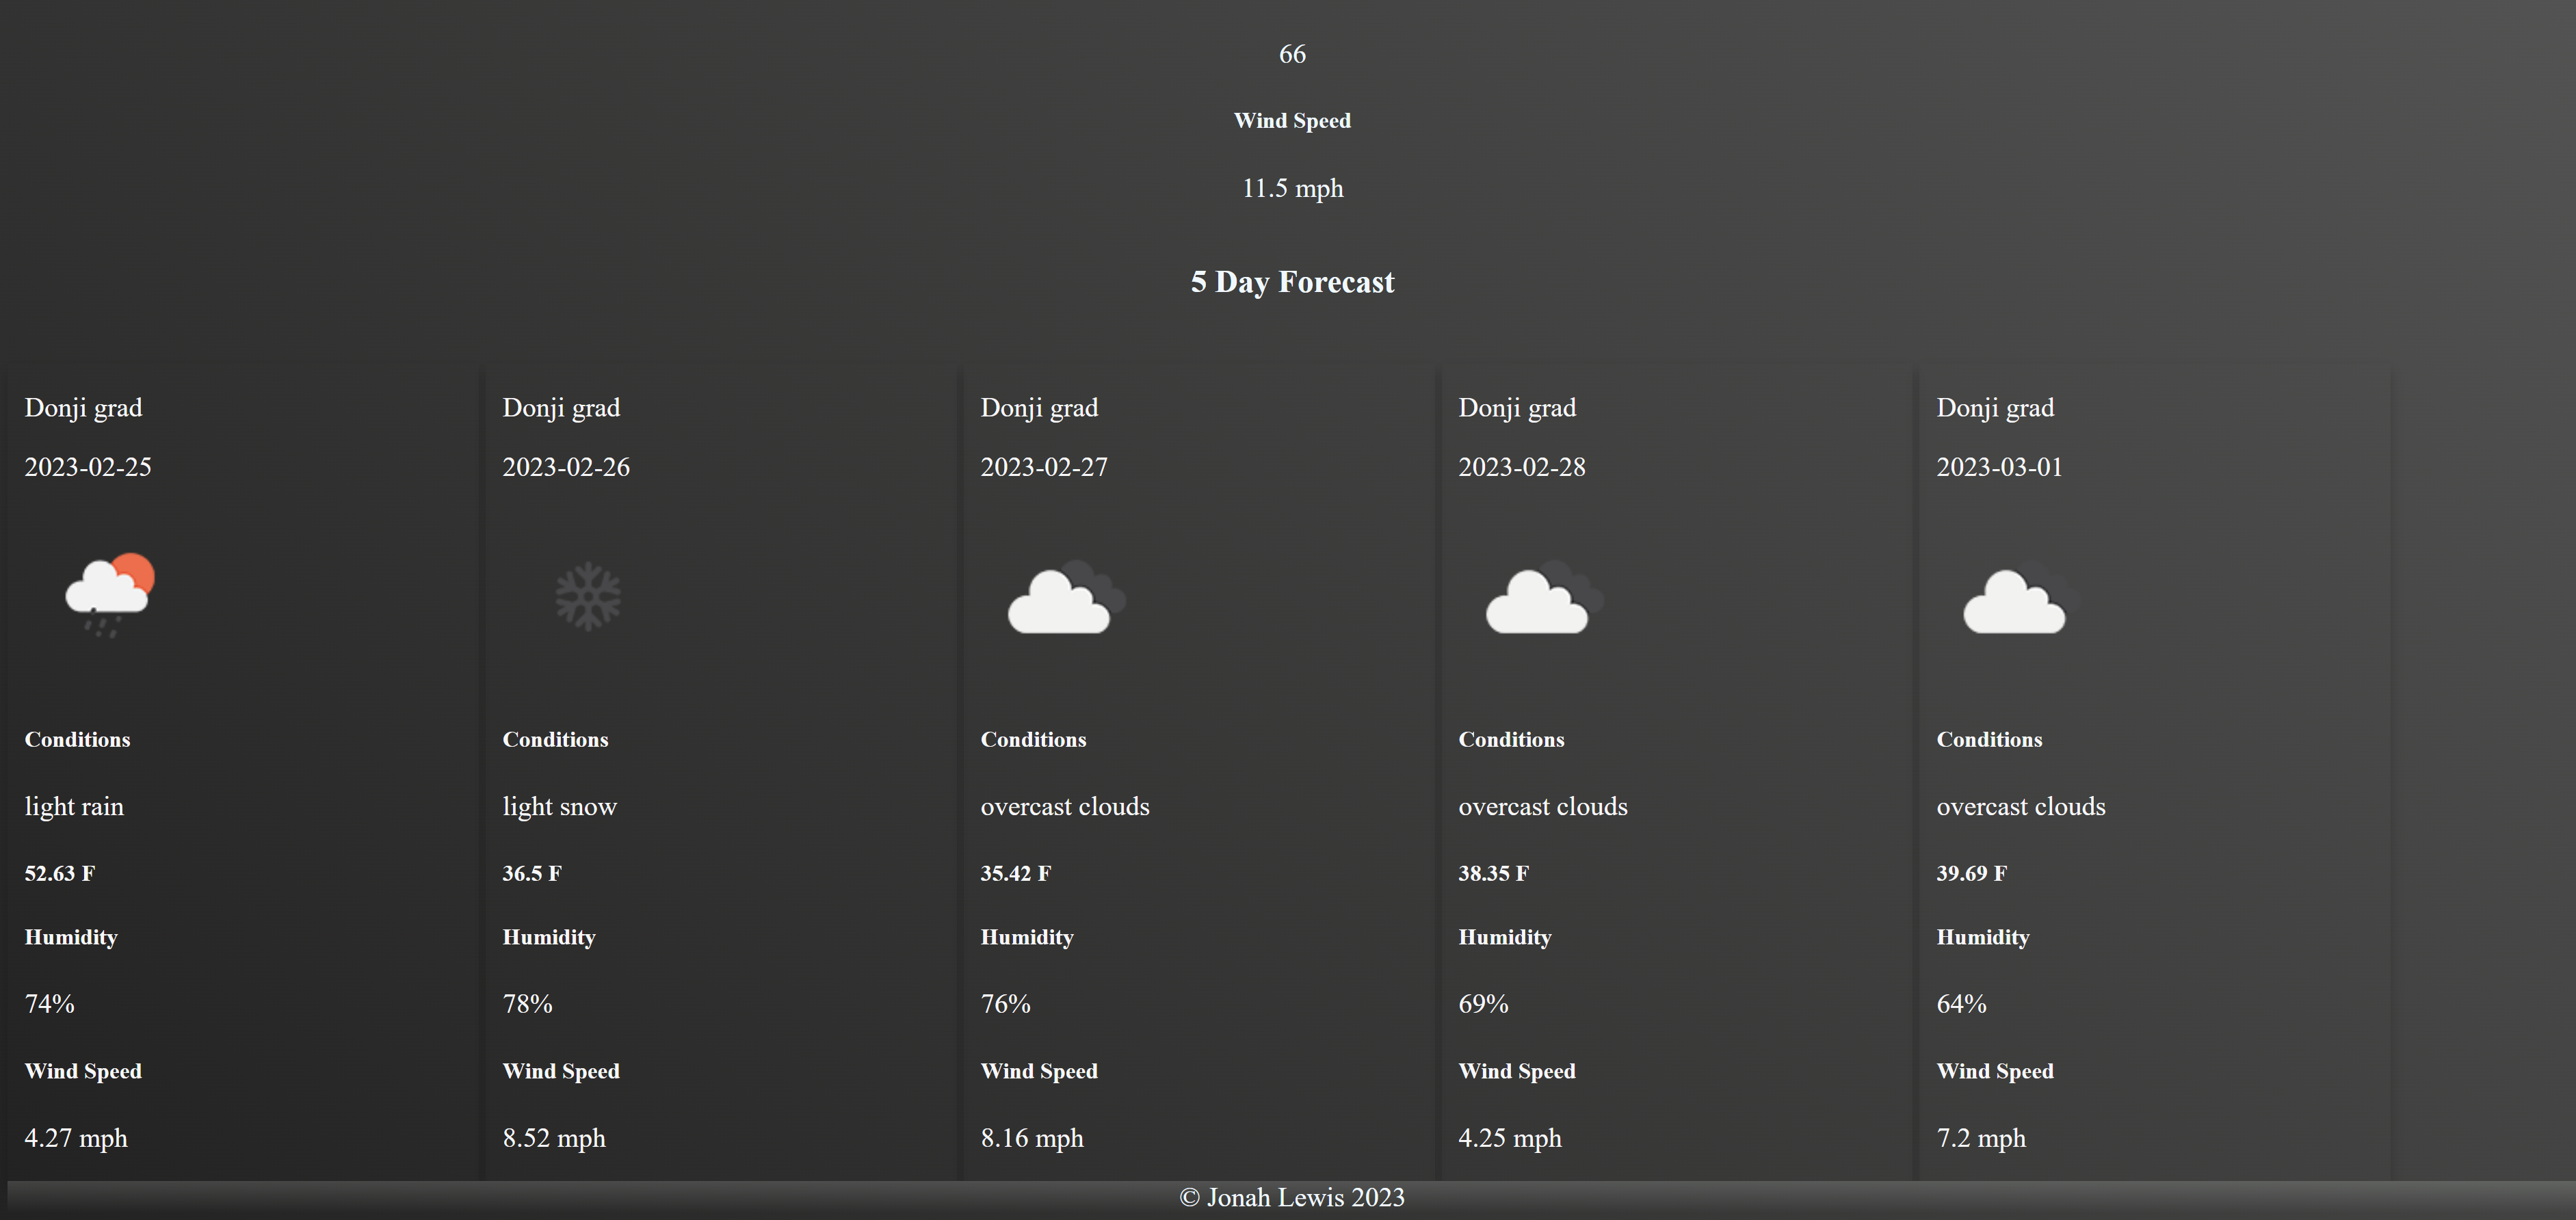 66
Wind Speed
11.5 mph
5 Day Forecast
Donji grad
2023-02-25
Conditions
light rain
52.63 F
Humidity
74%
Wind Speed
4.27 mph
Donji grad
2023-02-26
Conditions
light snow
36.5 F
Humidity
78%
Wind Speed
8.52 mph
Donji grad
2023-02-27
Conditions
overcast clouds
35.42 F
Humidity
76%
Wind Speed
8.16 mph
Donji grad
2023-02-28
Conditions
overcast clouds
38.35 F
Humidity
69%
Wind Speed
4.25 mph
Donji grad
2023-03-01
Conditions
overcast clouds
39.69 F
Humidity
64%
Wind Speed
7.2 mph
© Jonah Lewis 2023